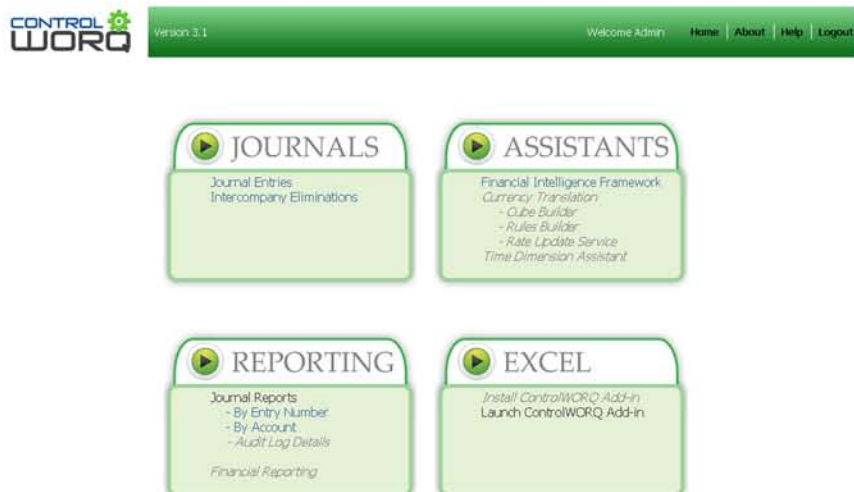 CONTROL
WORQ
Version 3.1
Welcome Admin
Home | About | Help | Logout
JOURNALS
Journal Entries
Intercompany Eliminations
ASSISTANTS
Financial Intelligence Framework
Currency Translation
- Cube Builder
- Rules Builder
- Rate Update Service
Time Dimension Assistant
REPORTING
Journal Reports
- By Entry Number
- By Account
- Audit Log Details
Financial Reporting
EXCEL
Install ControlWORQ Add-in
Launch ControlWORQ Add-in